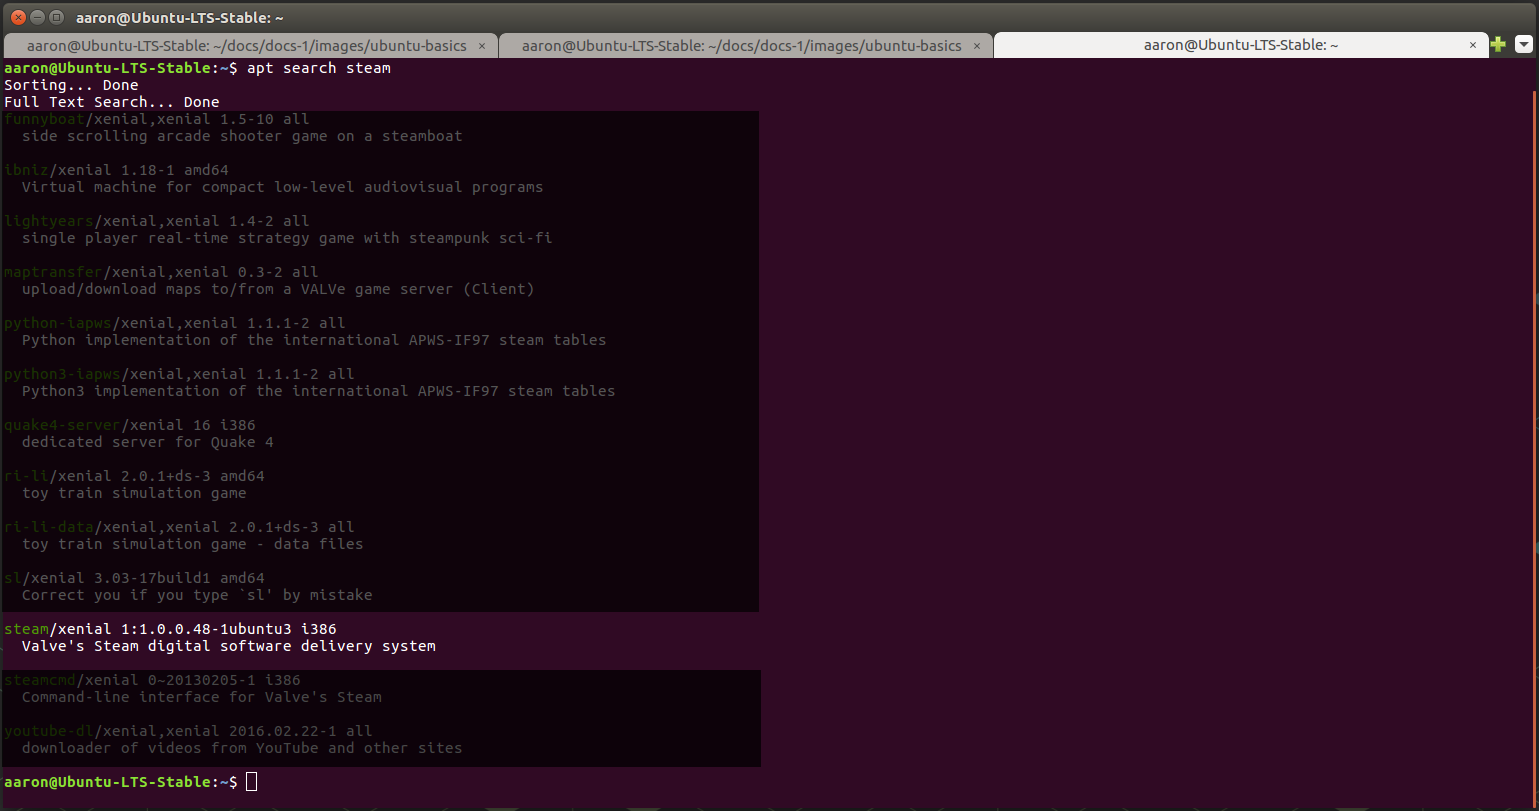 aaron@Ubuntu-LTS-Stable: ~
aaron@Ubuntu-LTS-Stable: ~/docs/docs-1/images/ubuntu-basics × aaron@Ubuntu-LTS-Stable: ~/docs/docs-1/images/ubuntu-basics × aaron@Ubuntu-LTS-Stable: ~ ×
aaron@Ubuntu-LTS-Stable:~$ apt search steam
Sorting... Done
Full Text Search... Done
funnyboat/xenial,xenial 1.5-10 all
  side scrolling arcade shooter game on a steamboat
ibniz/xenial 1.18-1 amd64
  Virtual machine for compact low-level audiovisual programs
lightyears/xenial,xenial 1.4-2 all
  single player real-time strategy game with steampunk sci-fi
maptransfer/xenial,xenial 0.3-2 all
  upload/download maps to/from a VALVe game server (Client)
python-iapws/xenial,xenial 1.1.1-2 all
  Python implementation of the international APWS-IF97 steam tables
python3-iapws/xenial,xenial 1.1.1-2 all
  Python3 implementation of the international APWS-IF97 steam tables
quake4-server/xenial 16 i386
  dedicated server for Quake 4
ri-li/xenial 2.0.1+ds-3 amd64
  toy train simulation game
ri-li-data/xenial,xenial 2.0.1+ds-3 all
  toy train simulation game - data files
sl/xenial 3.03-17build1 amd64
  Correct you if you type `sl' by mistake
steam/xenial 1:1.0.0.48-1ubuntu3 i386
  Valve's Steam digital software delivery system
steamcmd/xenial 0~20130205-1 i386
  Command-line interface for Valve's Steam
youtube-dl/xenial,xenial 2016.02.22-1 all
  downloader of videos from YouTube and other sites
aaron@Ubuntu-LTS-Stable:~$